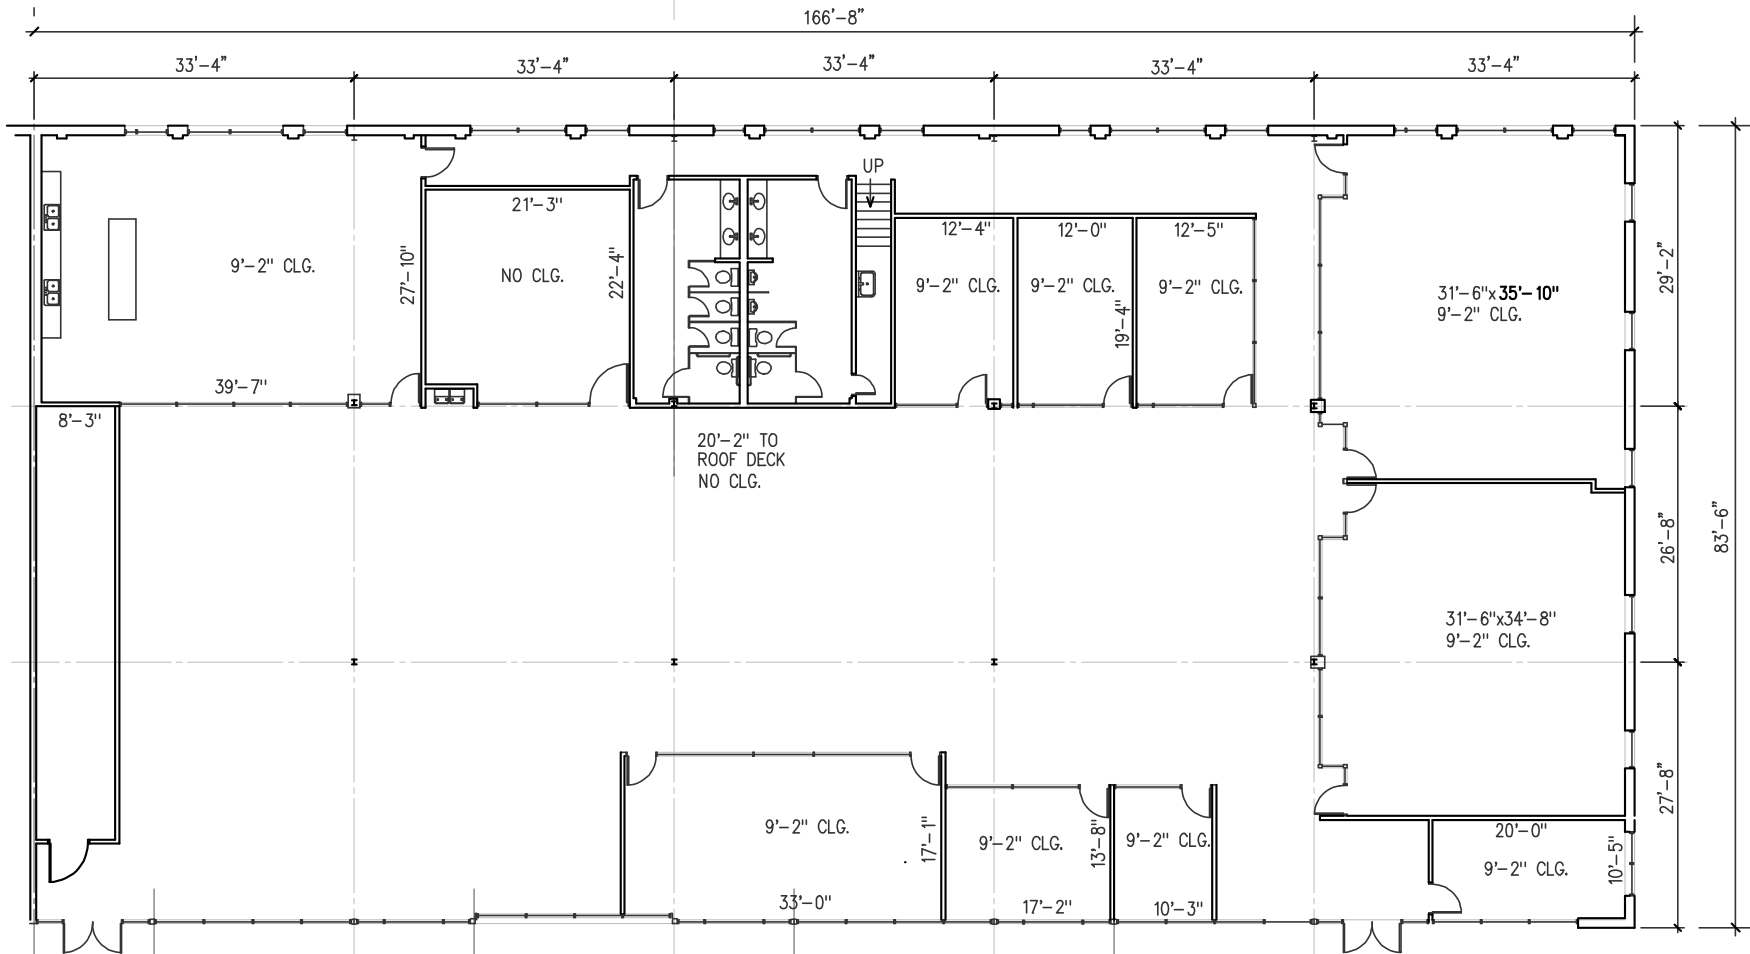 166'-8"
33'-4" 33'-4" 33'-4" 33'-4" 33'-4"
UP
21'-3"
12'-4" 12'-0" 12'-5"
9'-2" CLG.
27'-10"
NO CLG.
22'-4"
9'-2" CLG.
9'-2" CLG.
19'-4"
9'-2" CLG.
31'-6"x35'-10"
9'-2" CLG.
29'-2"
39'-7"
8'-3"
20'-2" TO
ROOF DECK
NO CLG.
26'-8"
83'-6"
31'-6"x34'-8"
9'-2" CLG.
27'-8"
9'-2" CLG.
17'-1"
9'-2" CLG.
13'-8"
9'-2" CLG.
20'-0"
9'-2" CLG.
10'-5"
33'-0"
17'-2"
10'-3"